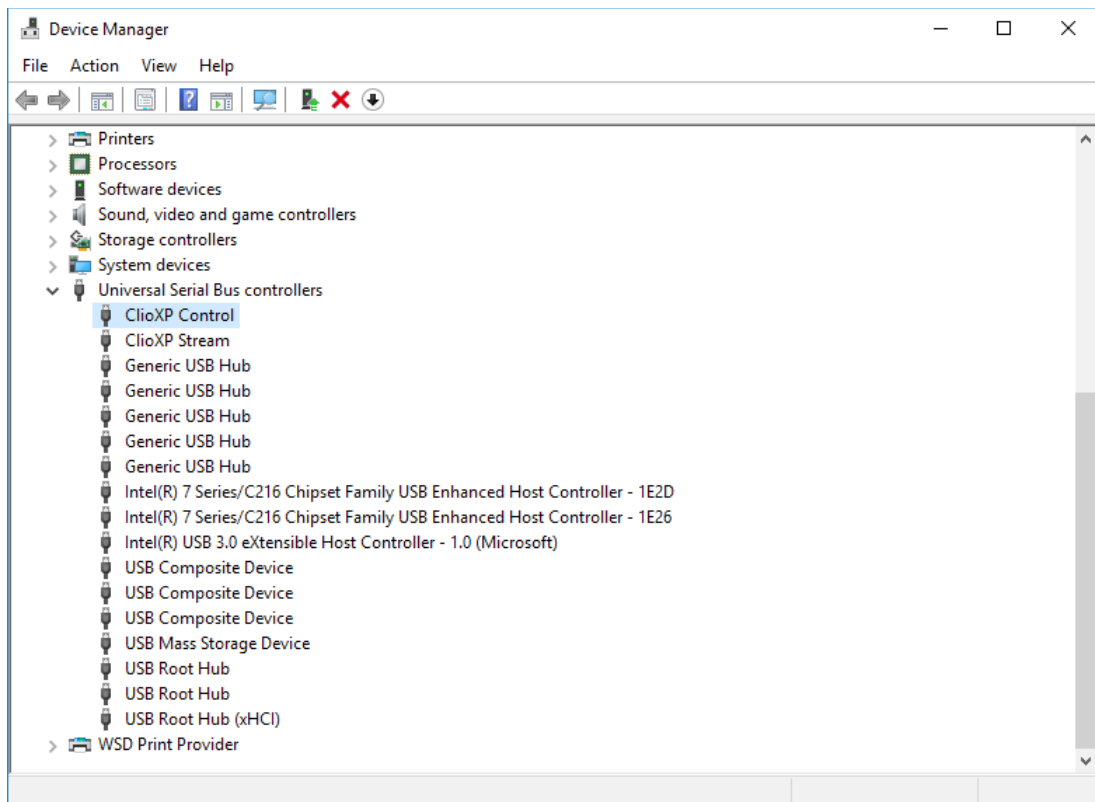 Device Manager
File Action View Help
Printers
Processors
Software devices
Sound, video and game controllers
Storage controllers
System devices
Universal Serial Bus controllers
ClioXP Control
ClioXP Stream
Generic USB Hub
Generic USB Hub
Generic USB Hub
Generic USB Hub
Generic USB Hub
Intel(R) 7 Series/C216 Chipset Family USB Enhanced Host Controller - 1E2D
Intel(R) 7 Series/C216 Chipset Family USB Enhanced Host Controller - 1E26
Intel(R) USB 3.0 eXtensible Host Controller - 1.0 (Microsoft)
USB Composite Device
USB Composite Device
USB Composite Device
USB Mass Storage Device
USB Root Hub
USB Root Hub
USB Root Hub (xHCI)
WSD Print Provider